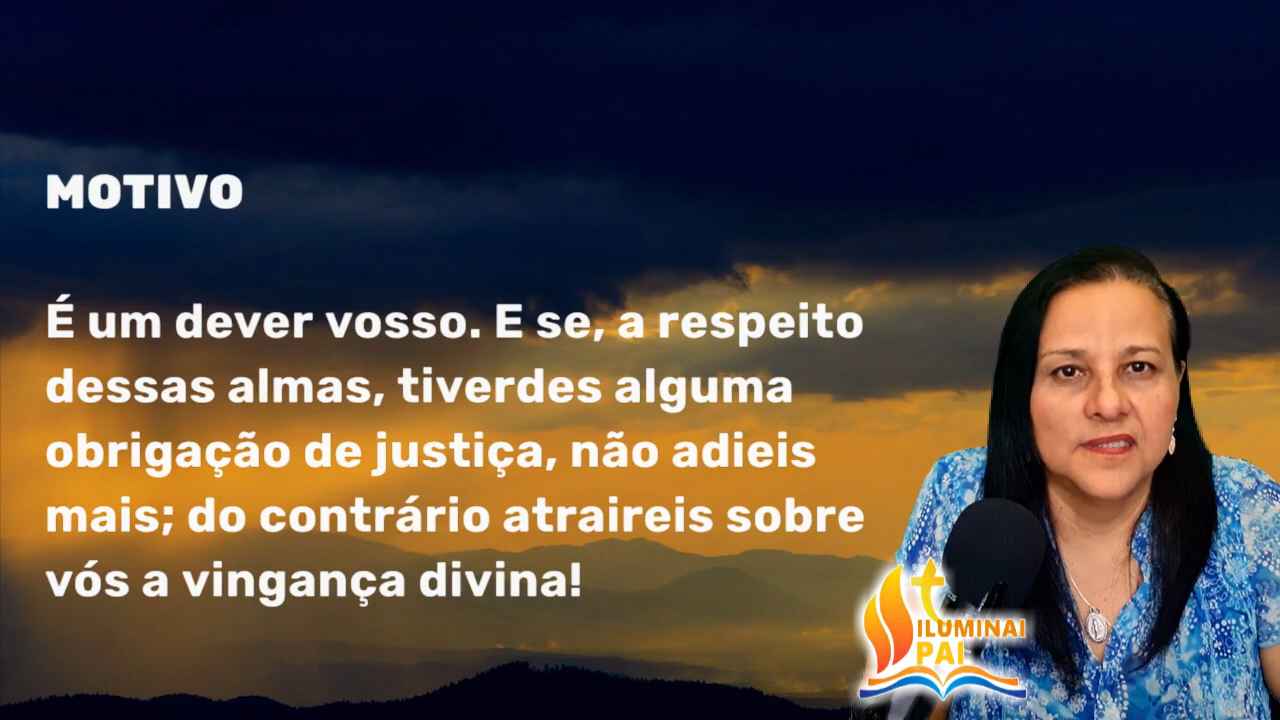 MOTIVO
É um dever vosso. E se, a respeito
dessas almas, tiverdes alguma
obrigação de justiça, não adieis
mais; do contrário atraireis sobre
vós a vingança divina!
ILUMINAI
PAI